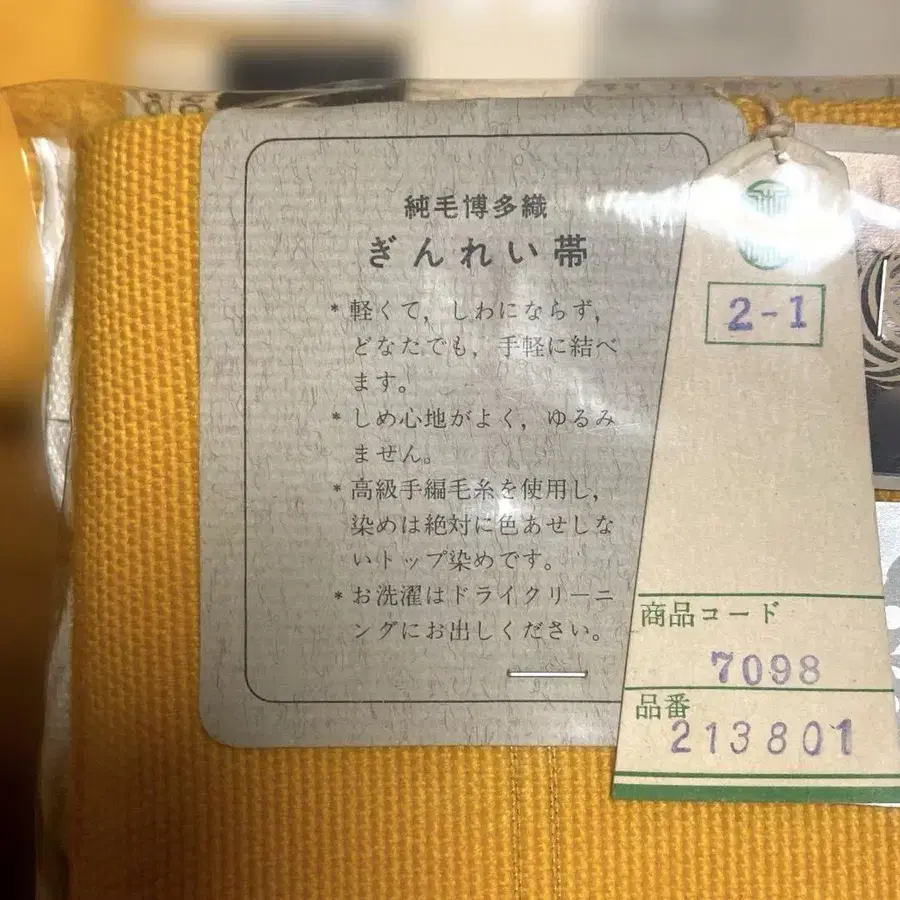 純毛博多織
ぎんれい帯
* 軽くて，しわにならず，
どなたでも，手軽に結べ
ます。
* しめ心地がよく，ゆるみ
ません。
* 高級手編毛糸を使用し，
染めは絶対に色あせしな
いトップ染めです。
* お洗濯はドライクリーニ
ングにお出しください。
2-1
商品コード
7098
品番
213801